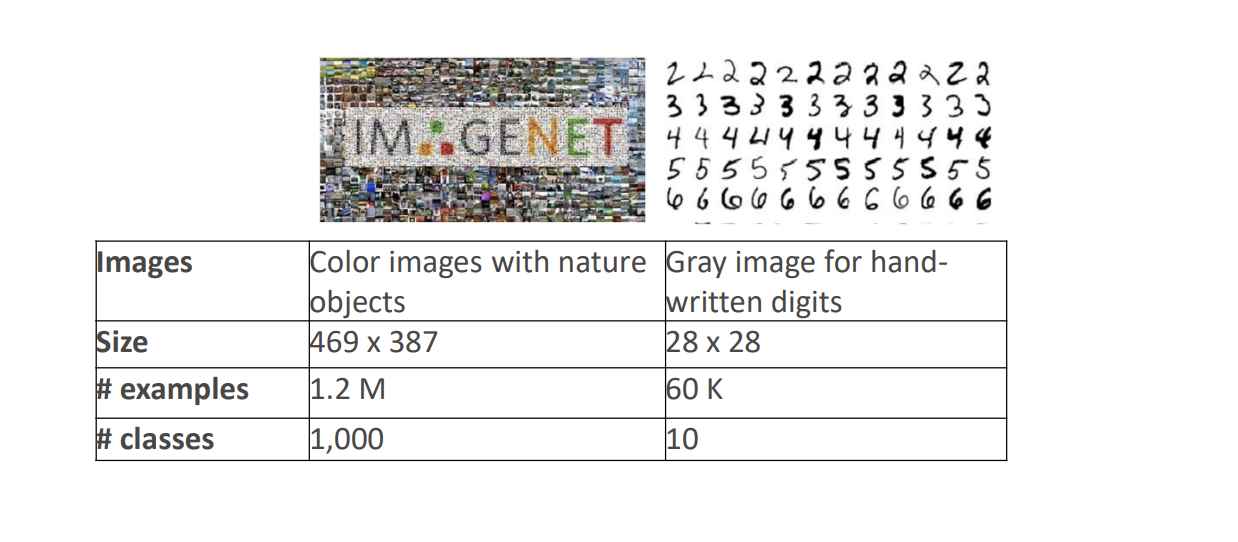 IMAGENET
2 2 2 2 2 2 2 2 2 2 2 2
3 3 3 3 3 3 3 3 3 3 3 3
4 4 4 4 4 4 4 4 4 4 4 4
5 5 5 5 5 5 5 5 5 5 5 5
6 6 6 6 6 6 6 6 6 6 6 6
Images Color images with nature objects Gray image for hand-written digits
Size 469 x 387 28 x 28
# examples 1.2 M 60 K
# classes 1,000 10